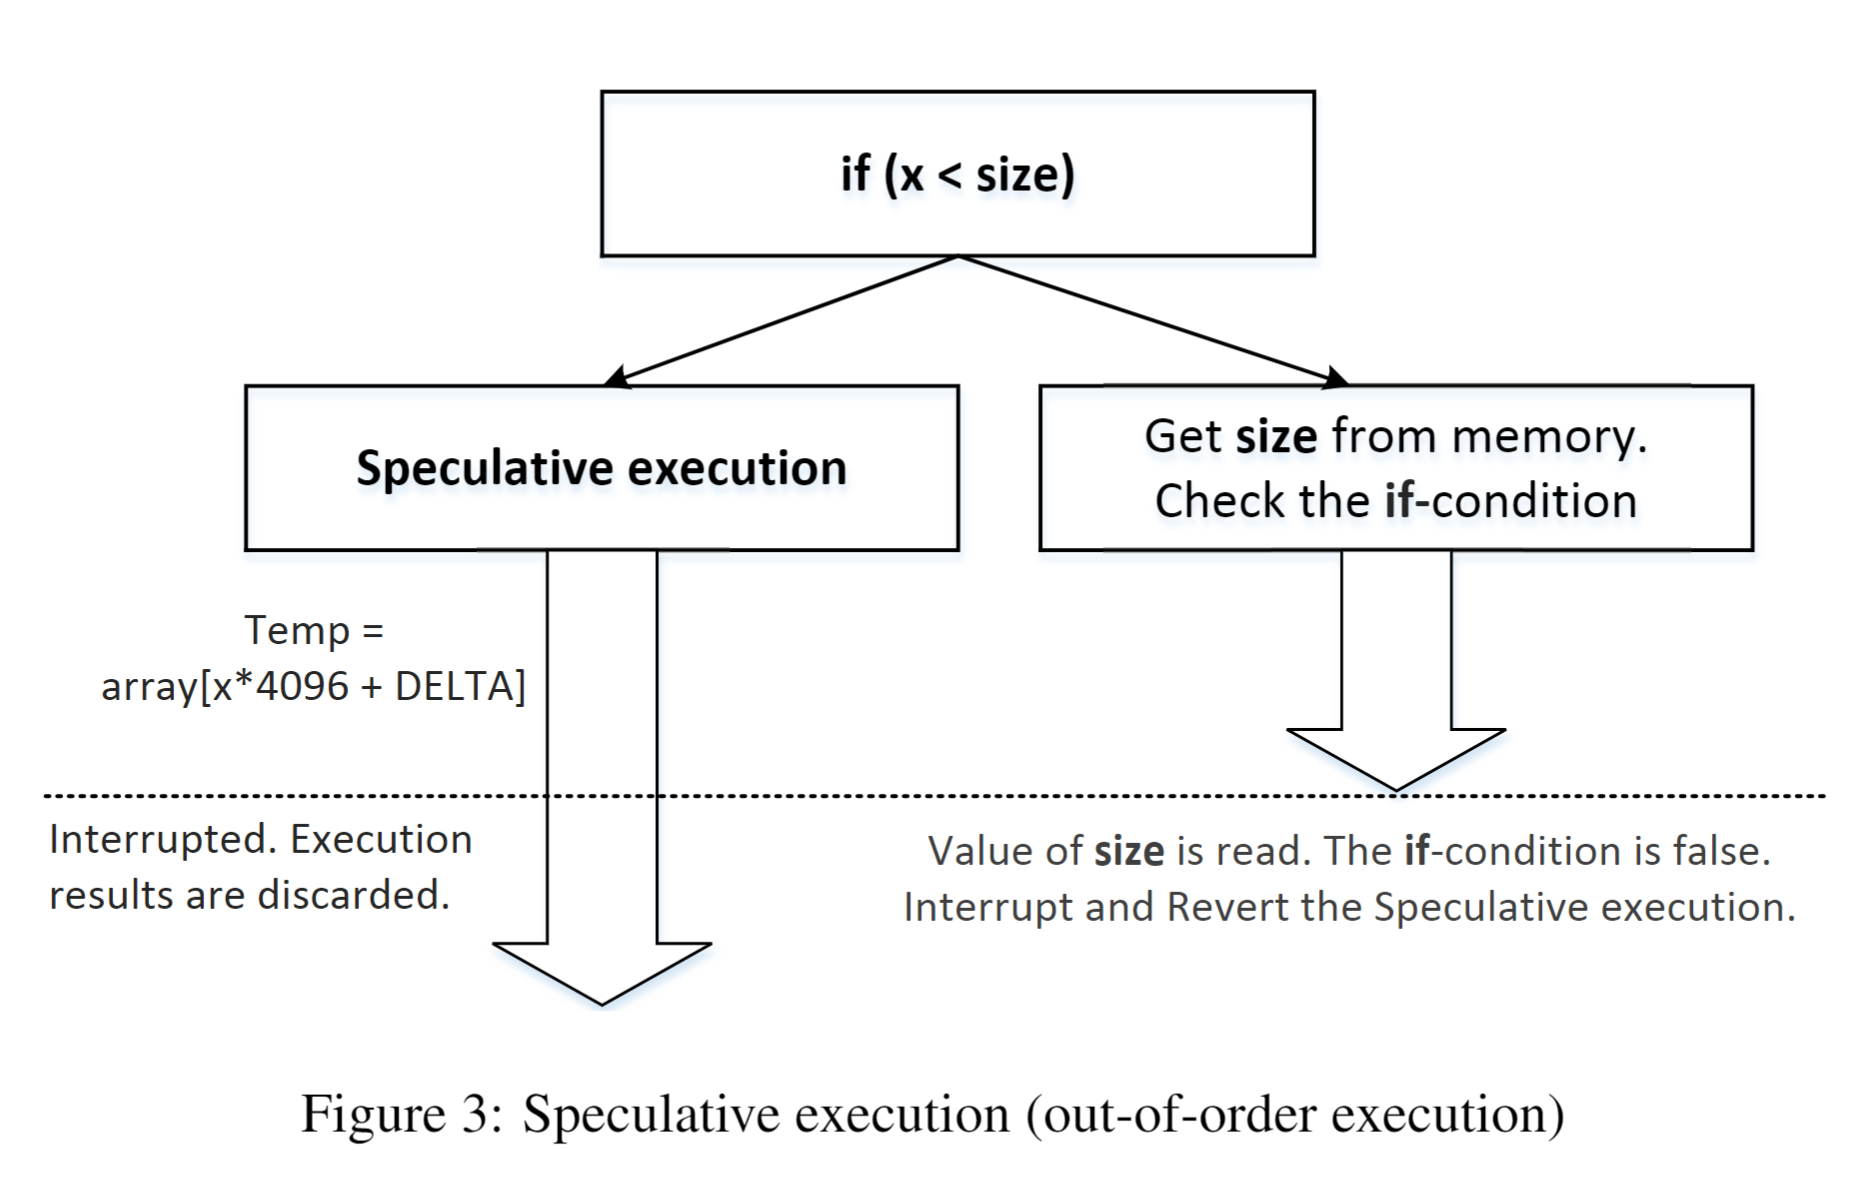 if (x < size)
Speculative execution
Get size from memory.
Check the if-condition
Temp =
array[x*4096 + DELTA]
Interrupted. Execution
results are discarded.
Value of size is read. The if-condition is false.
Interrupt and Revert the Speculative execution.
Figure 3: Speculative execution (out-of-order execution)